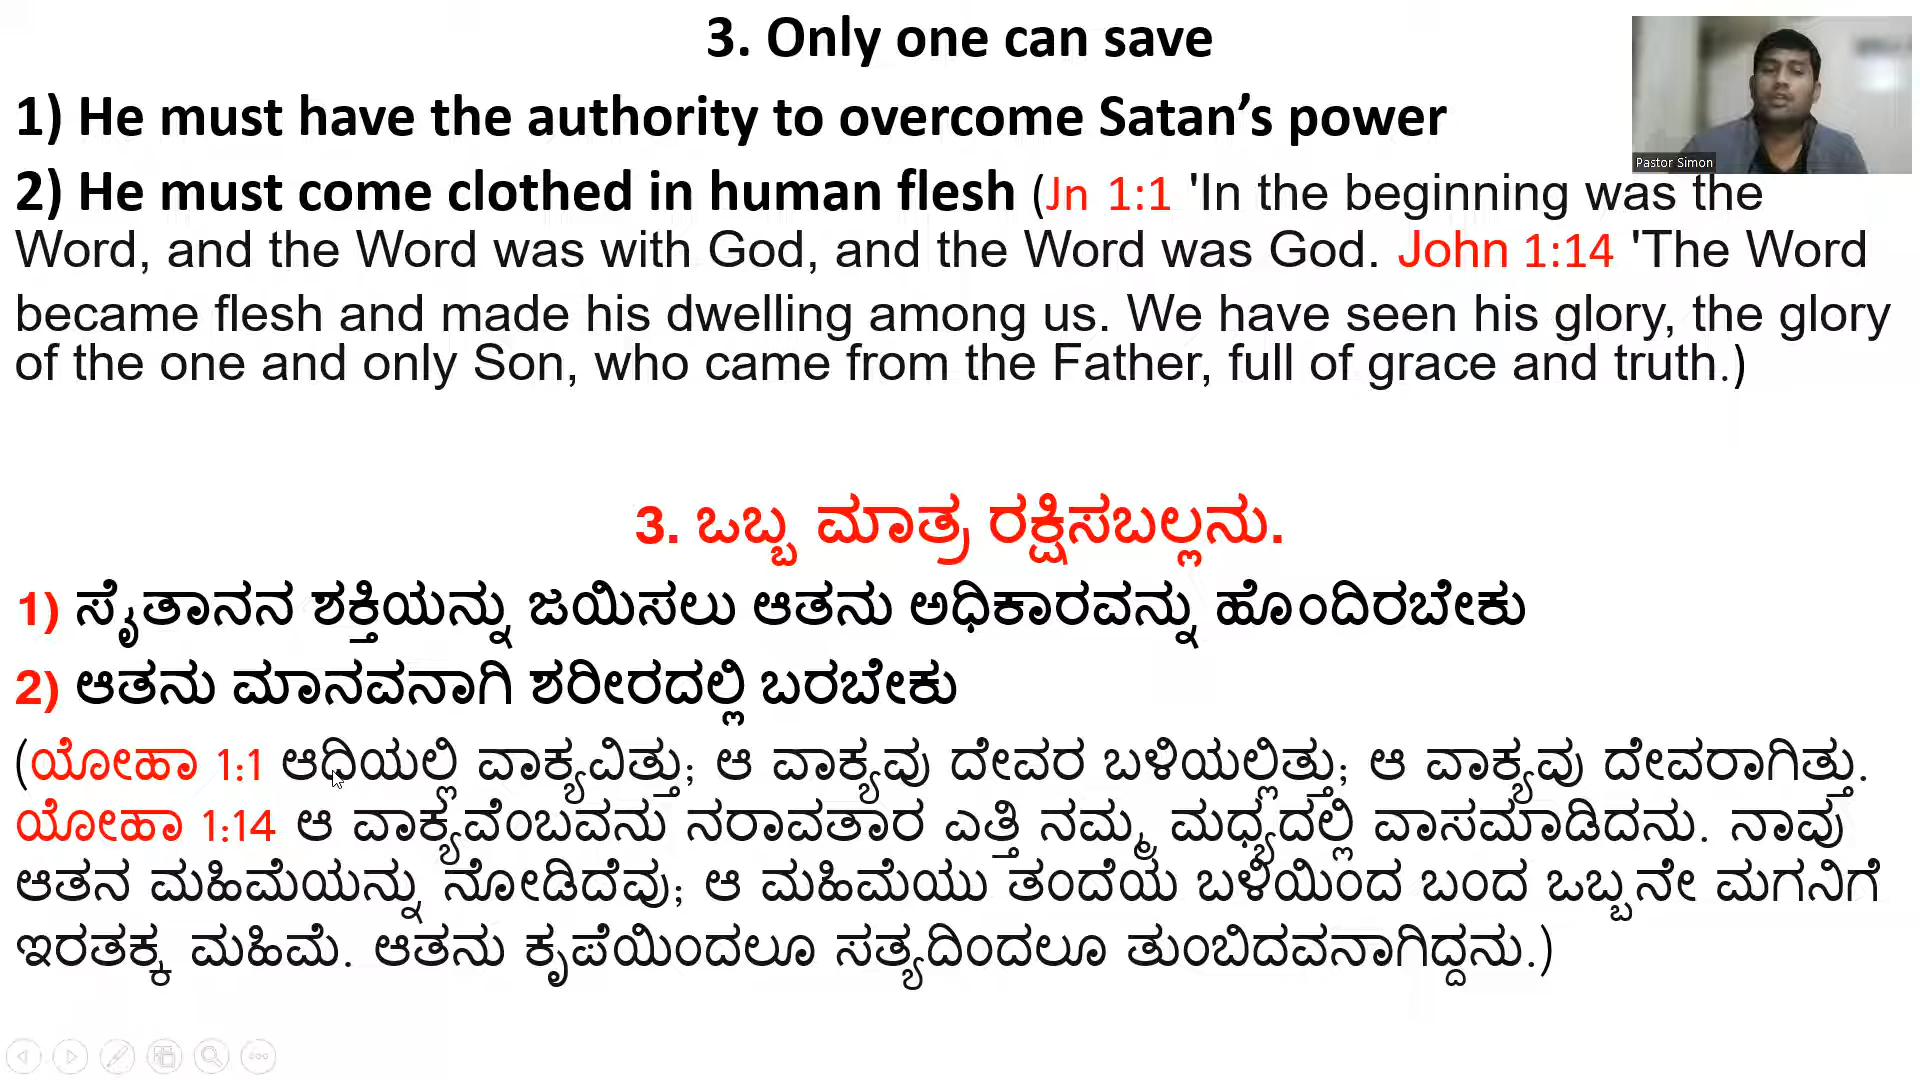 3. Only one can save
1) He must have the authority to overcome Satan’s power
Pastor Simon
2) He must come clothed in human flesh (Jn 1:1 'In the beginning was the
Word, and the Word was with God, and the Word was God. John 1:14 'The Word
became flesh and made his dwelling among us. We have seen his glory, the glory
of the one and only Son, who came from the Father, full of grace and truth.)
3. ಒಬ್ಬ ಮಾತ್ರ ರಕ್ಷಿಸಬಲ್ಲನು.
1) ಸೈತಾನನ ಶಕ್ತಿಯನ್ನು ಜಯಿಸಲು ಆತನು ಅಧಿಕಾರವನ್ನು ಹೊಂದಿರಬೇಕು
2) ಆತನು ಮಾನವನಾಗಿ ಶರೀರದಲ್ಲಿ ಬರಬೇಕು
(ಯೋಹಾ 1:1 ಆಧಿಯಲ್ಲಿ ವಾಕ್ಯವಿತ್ತು; ಆ ವಾಕ್ಯವು ದೇವರ ಬಳಿಯಲ್ಲಿತ್ತು; ಆ ವಾಕ್ಯವು ದೇವರಾಗಿತ್ತು.
ಯೋಹಾ 1:14 ಆ ವಾಕ್ಯವೆಂಬವನು ನರಾವತಾರ ಎತ್ತಿ ನಮ್ಮ ಮಧ್ಯದಲ್ಲಿ ವಾಸಮಾಡಿದನು. ನಾವು
ಆತನ ಮಹಿಮೆಯನ್ನು ನೋಡಿದೆವು; ಆ ಮಹಿಮೆಯು ತಂದೆಯ ಬಳಿಯಿಂದ ಬಂದ ಒಬ್ಬನೇ ಮಗನಿಗೆ
ಇರತಕ್ಕ ಮಹಿಮೆ. ಆತನು ಕೃಪೆಯಿಂದಲೂ ಸತ್ಯದಿಂದಲೂ ತುಂಬಿದವನಾಗಿದ್ದನು.)